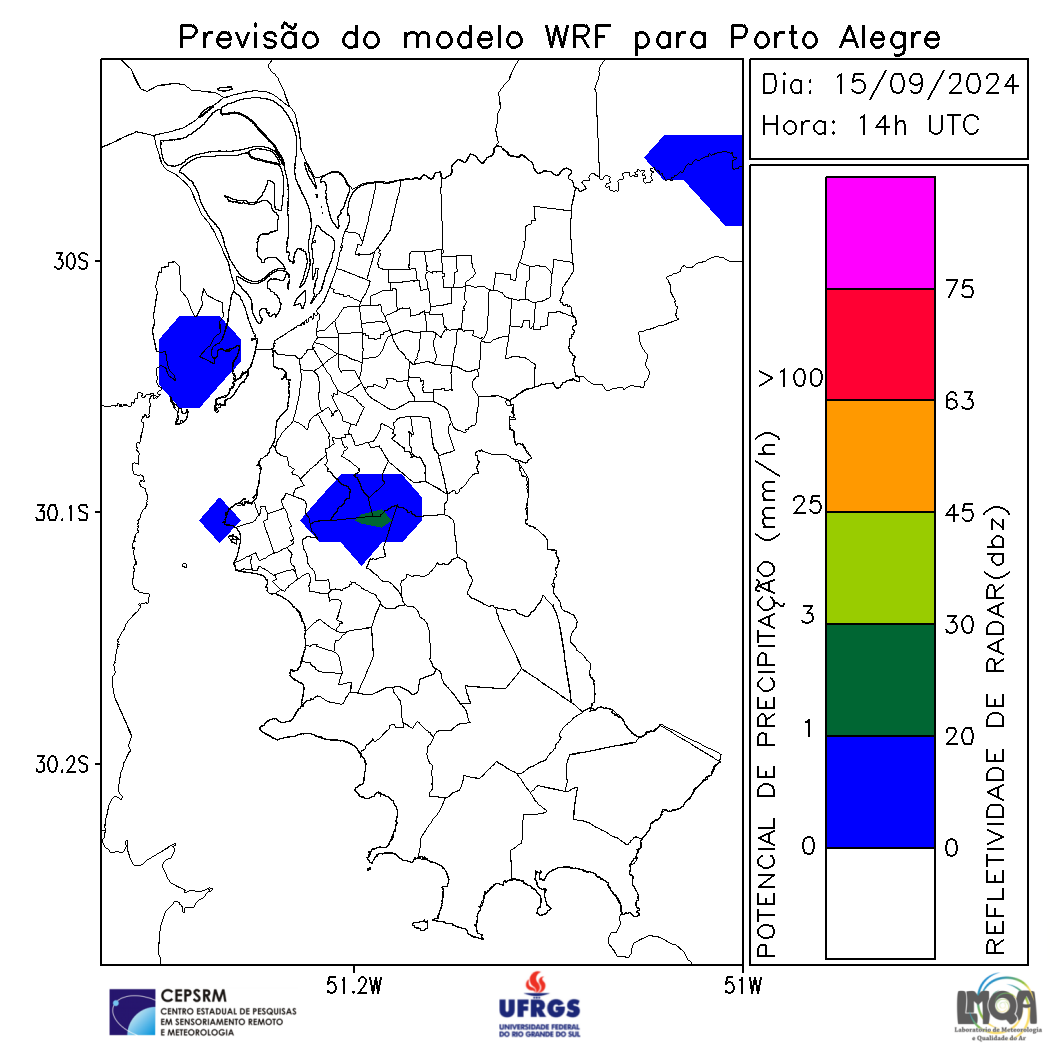 Previsão do modelo WRF para Porto Alegre
Dia: 15/09/2024
Hora: 14h UTC
30S
30.1S
30.2S
51.2W
51W
POTENCIAL DE PRECIPITAÇÃO (mm/h)
>100
25
3
1
0
75
63
45
30
20
0
REFLETIVIDADE DE RADAR(dbz)
CEPSRM
CENTRO ESTADUAL DE PESQUISAS
EM SENSORIAMENTO REMOTO
E METEOROLOGIA
UFRGS
UNIVERSIDADE FEDERAL
DO RIO GRANDE DO SUL
LMQA
Laboratório de Meteorologia
e Qualidade do Ar